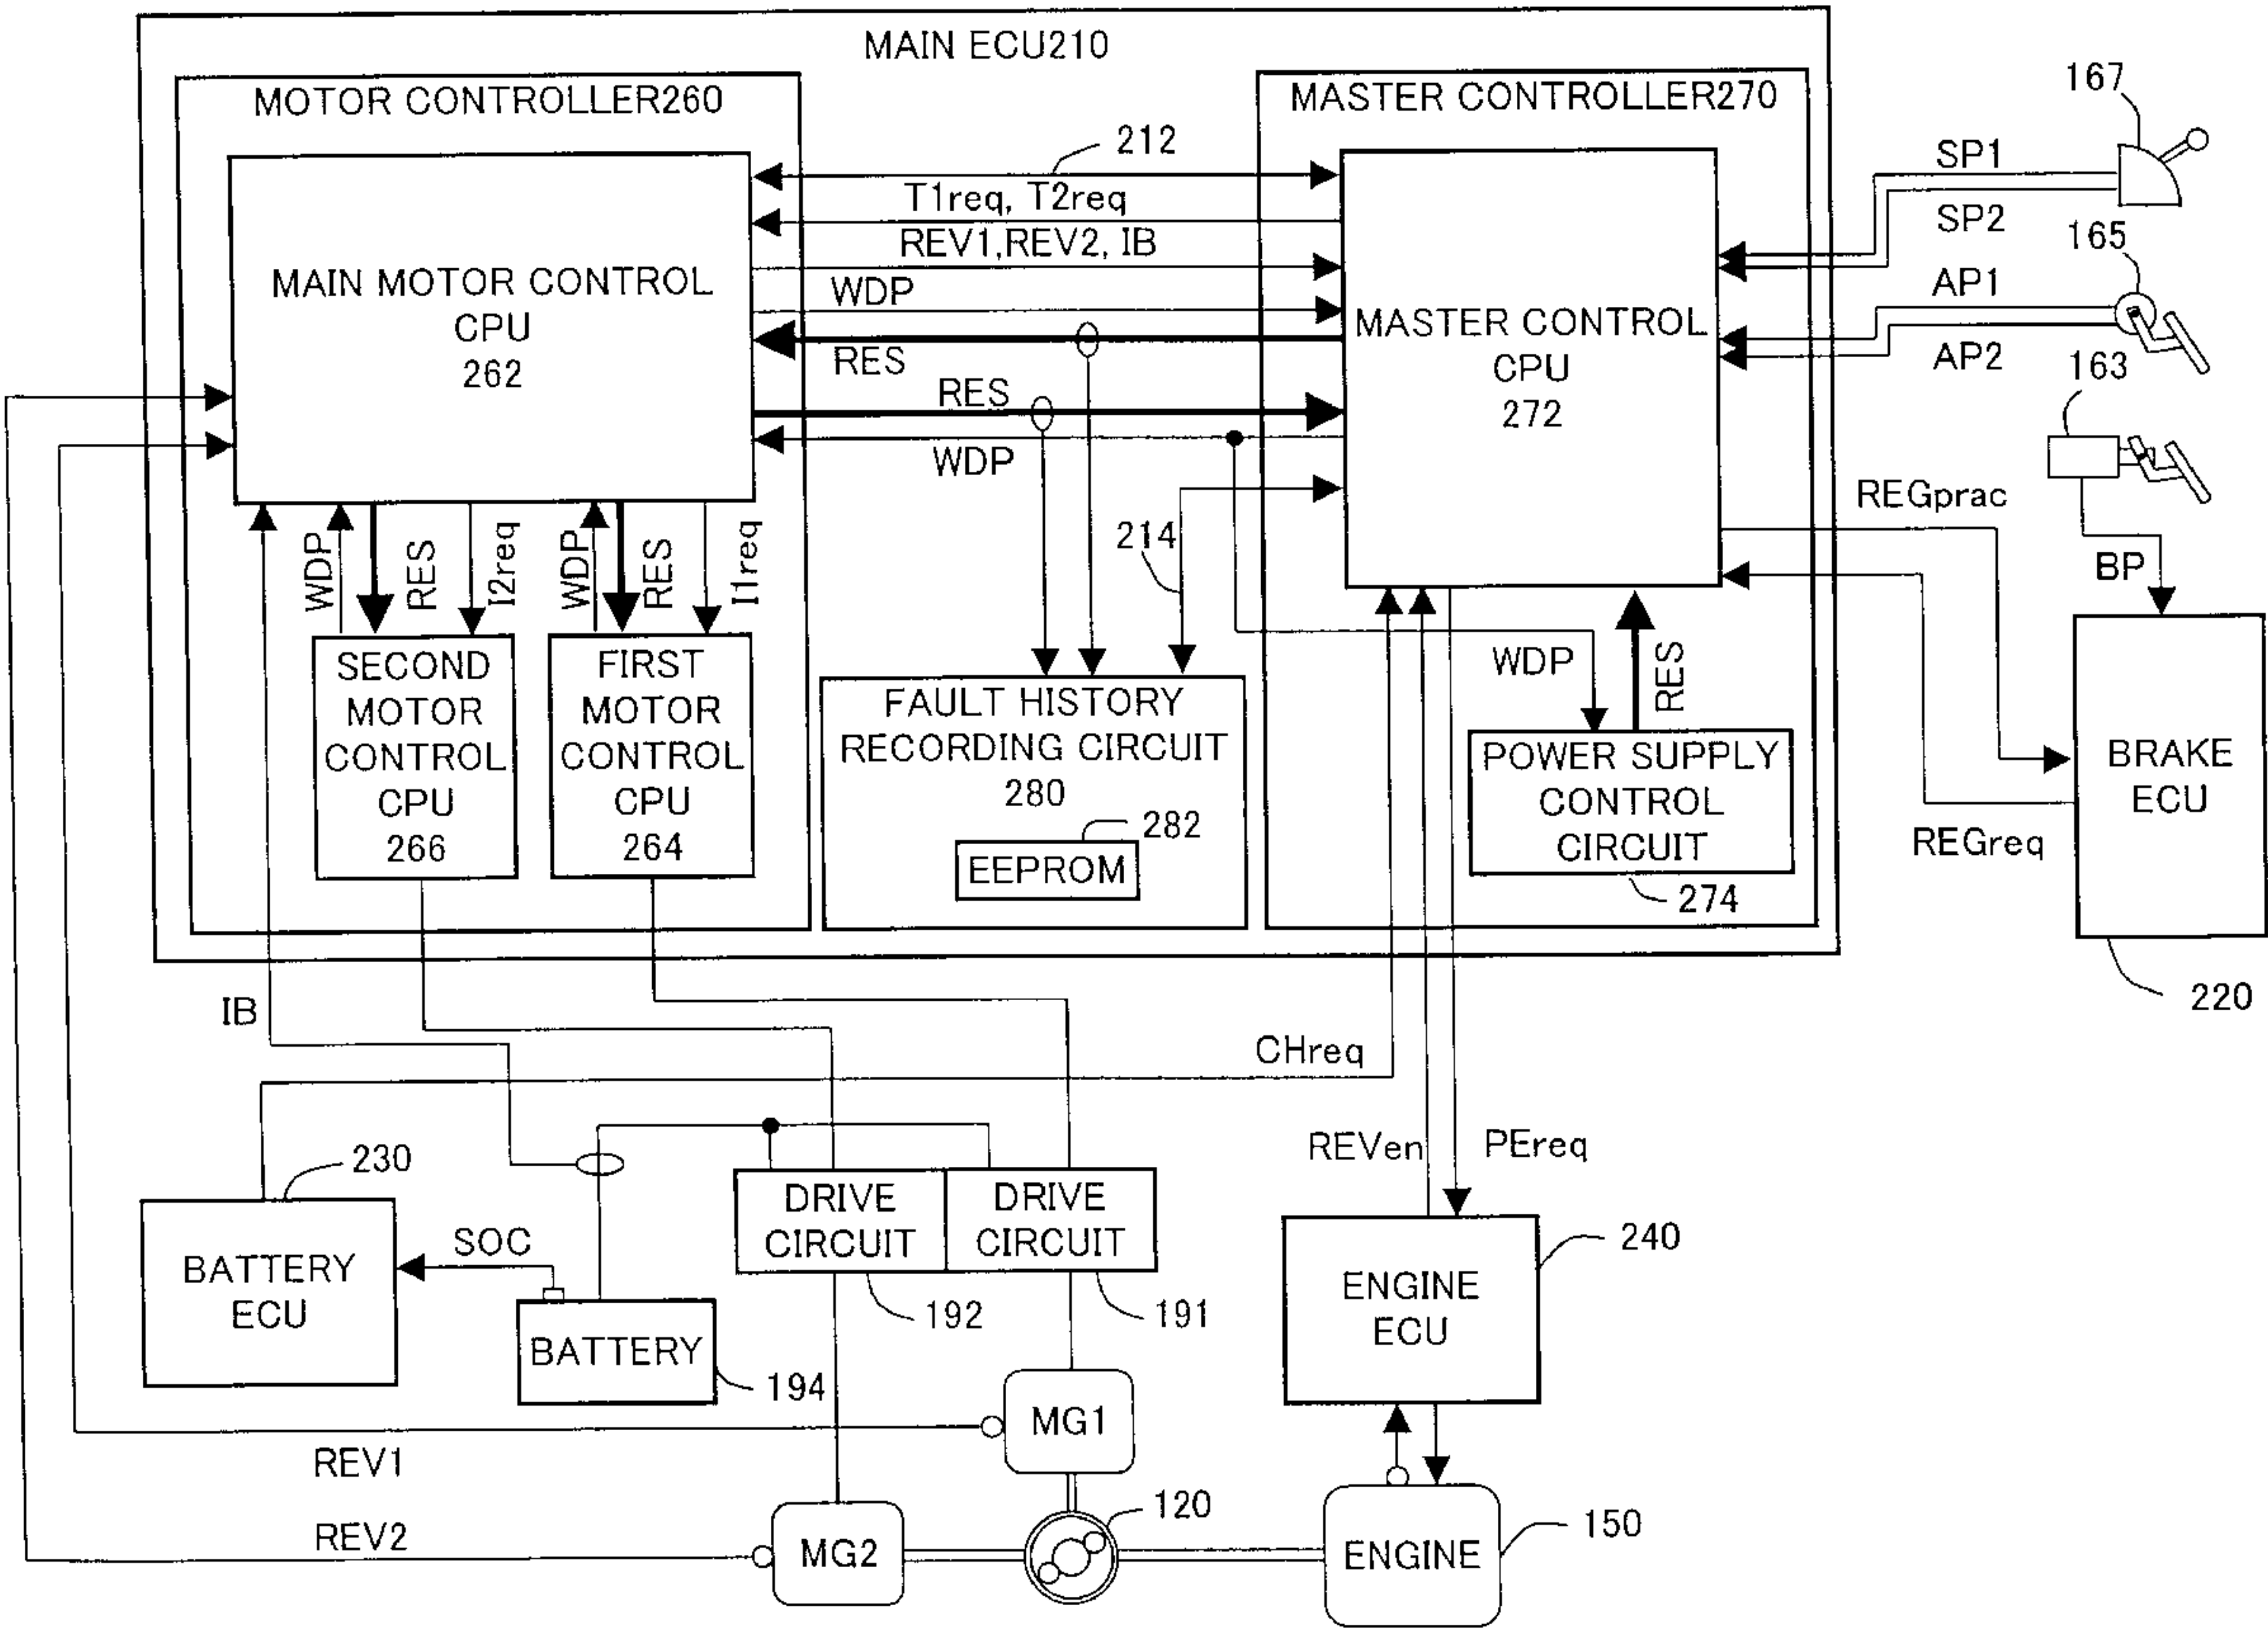 MAIN ECU210
MOTOR CONTROLLER260
MASTER CONTROLLER270
167
212
SP1
T1req, T2req
SP2
REV1,REV2, IB
165
MAIN MOTOR CONTROL
CPU
262
WDP
AP1
MASTER CONTROL
CPU
272
RES
AP2
163
RES
WDP
REGprac
214
WDP
RES
I2req
WDP
RES
I1req
BP
SECOND
MOTOR
CONTROL
CPU
266
FIRST
MOTOR
CONTROL
CPU
264
FAULT HISTORY
RECORDING CIRCUIT
280
282
EEPROM
WDP
RES
POWER SUPPLY
CONTROL
CIRCUIT
274
BRAKE
ECU
REGreq
220
IB
CHreq
REVen
PEreq
230
DRIVE
CIRCUIT
DRIVE
CIRCUIT
SOC
240
BATTERY
ECU
ENGINE
ECU
192
191
BATTERY
194
MG1
REV1
120
150
REV2
MG2
ENGINE